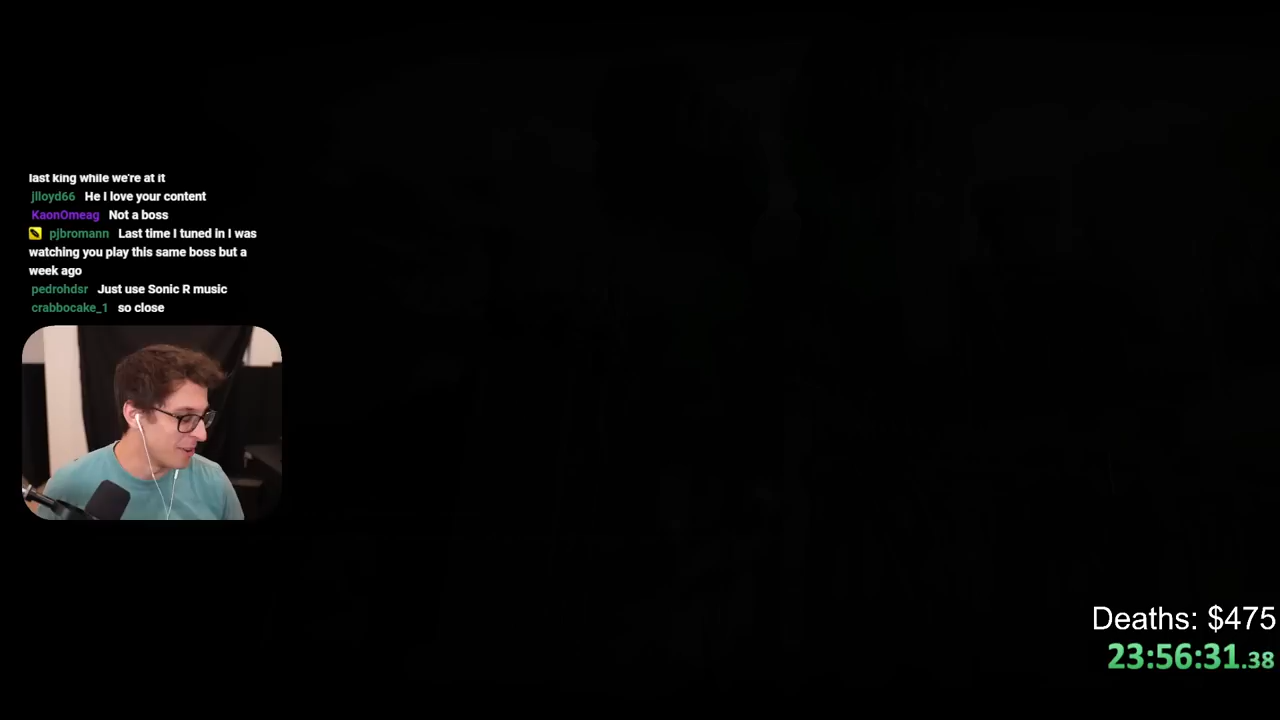 last king while we're at it
jlloyd66 He I love your content
KaonOmeag Not a boss
pjbromann Last time I tuned in I was
watching you play this same boss but a
week ago
pedrohdsr Just use Sonic R music
crabbocake_1 so close
Deaths: $475
23:56:31.38